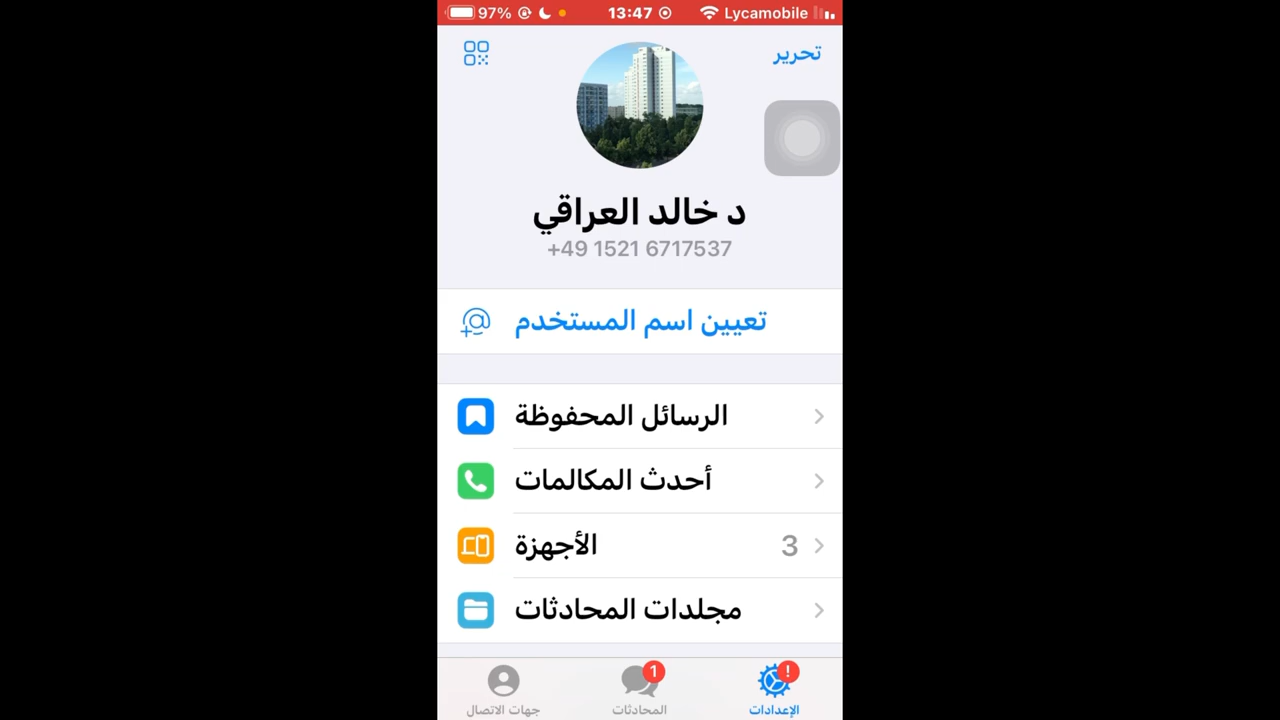 97% 13:47 Lycamobile
تحرير
د خالد العراقي
+49 1521 6717537
تعيين اسم المستخدم
الرسائل المحفوظة
أحدث المكالمات
الأجهزة 3
مجلدات المحادثات
! 1
الإعدادات المحادثات جهات الاتصال